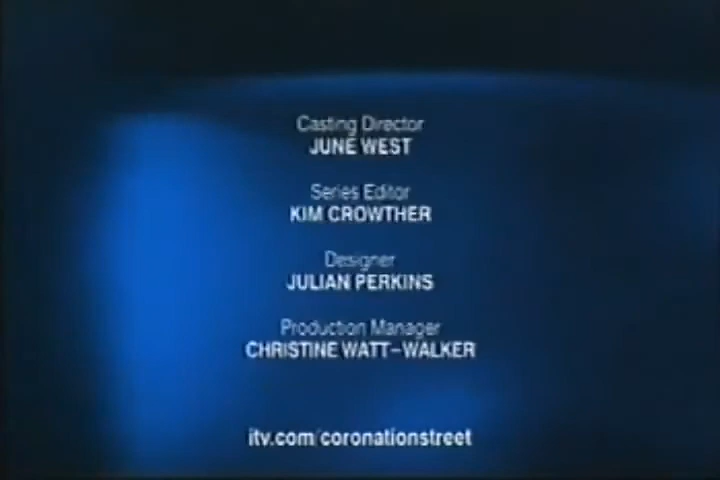 Casting Director
JUNE WEST
Series Editor
KIM CROWTHER
Designer
JULIAN PERKINS
Production Manager
CHRISTINE WATT-WALKER
itv.com/coronationstreet